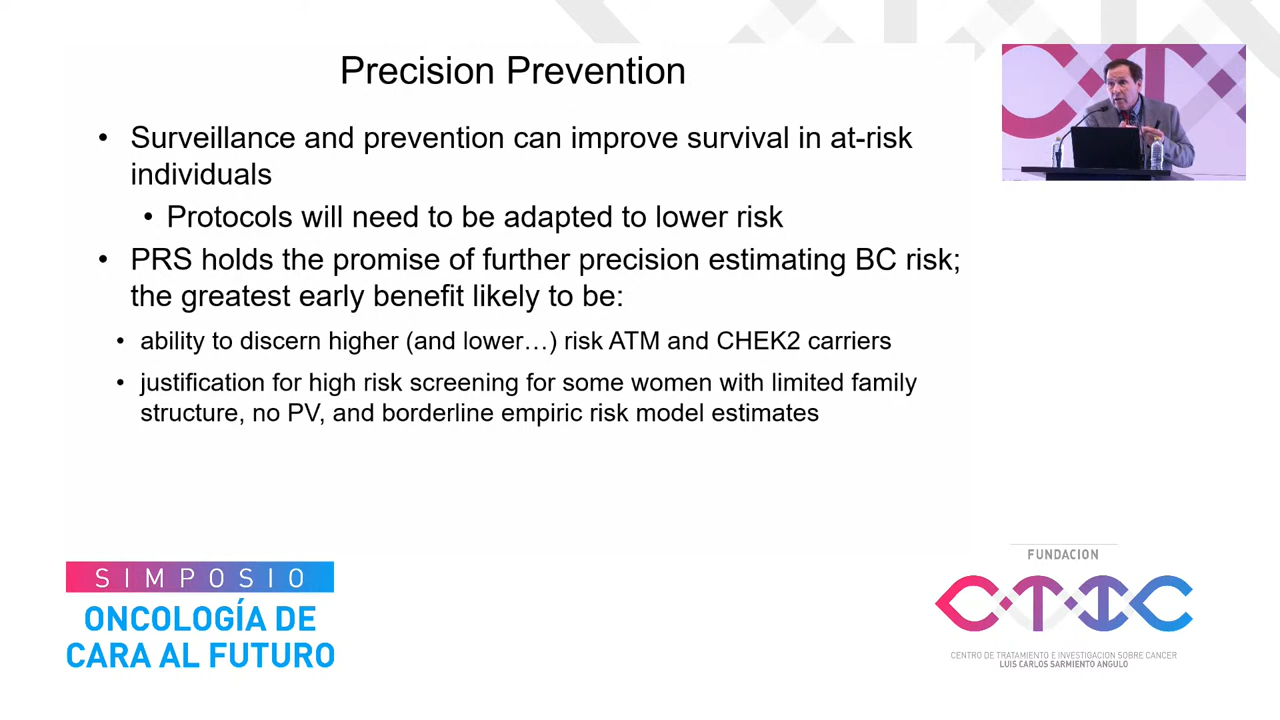 Precision Prevention
• Surveillance and prevention can improve survival in at-risk
individuals
• Protocols will need to be adapted to lower risk
• PRS holds the promise of further precision estimating BC risk;
the greatest early benefit likely to be:
• ability to discern higher (and lower…) risk ATM and CHEK2 carriers
• justification for high risk screening for some women with limited family
structure, no PV, and borderline empiric risk model estimates
SIMPOSIO
ONCOLOGÍA DE
CARA AL FUTURO
FUNDACION
CTIC
CENTRO DE TRATAMIENTO E INVESTIGACION SOBRE CANCER
LUIS CARLOS SARMIENTO ANGULO